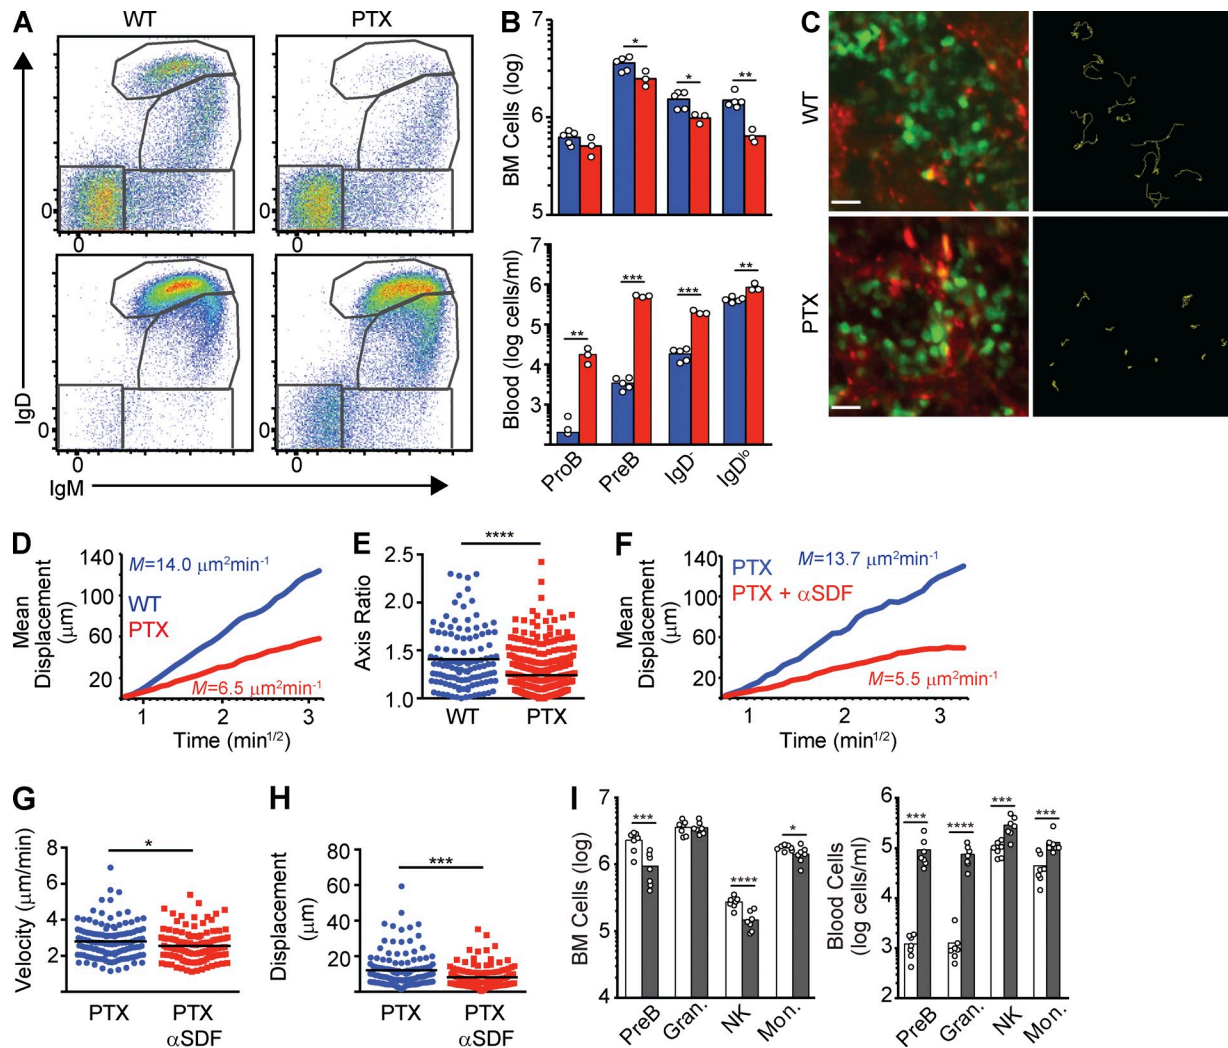 A
WT
PTX
0
0
0
0
0
0
0
0
IgD
IgM
B
7
6
5
BM Cells (log)
*
*
**
7
6
5
4
3
Blood (log cells/ml)
**
***
***
**
ProB
PreB
IgD-
IgDlo
C
WT
PTX
D
140
100
60
20
Mean
Displacement
(μm)
M=14.0 μm²min⁻¹
WT
PTX
M=6.5 μm²min⁻¹
1
2
3
Time (min1/2)
E
****
2.5
2.0
1.5
1.0
Axis Ratio
WT
PTX
F
140
100
60
20
Mean
Displacement
(μm)
M=13.7 μm²min⁻¹
PTX
PTX + αSDF
M=5.5 μm²min⁻¹
1
2
3
Time (min1/2)
G
*
8
6
4
2
Velocity (μm/min)
PTX
PTX
αSDF
H
***
80
60
40
20
Displacement
(μm)
PTX
PTX
αSDF
I
7
6
5
4
BM Cells (log)
***
****
*
PreB
Gran.
NK
Mon.
6
5
4
3
2
Blood Cells
(log cells/ml)
***
****
***
***
PreB
Gran.
NK
Mon.